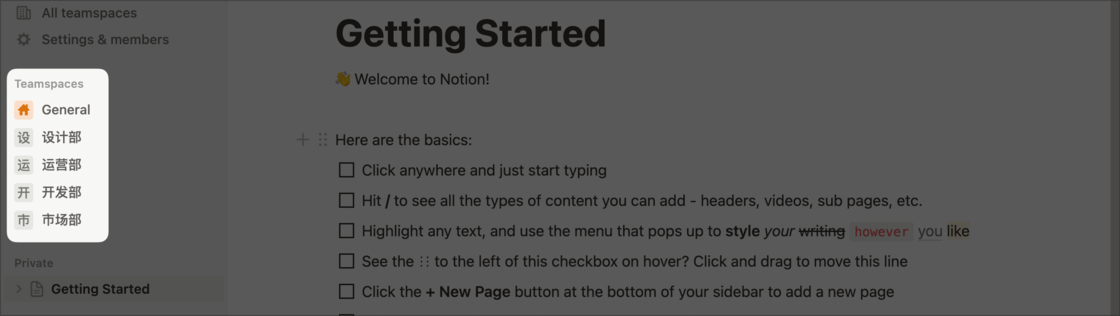 All teamspaces
Settings & members
Teamspaces
General
设 设计部
运 运营部
开 开发部
市 市场部
Private
Getting Started
Getting Started
👋 Welcome to Notion!
Here are the basics:
Click anywhere and just start typing
Hit / to see all the types of content you can add - headers, videos, sub pages, etc.
Highlight any text, and use the menu that pops up to style your writing however you like
See the ⋮⋮ to the left of this checkbox on hover? Click and drag to move this line
Click the + New Page button at the bottom of your sidebar to add a new page